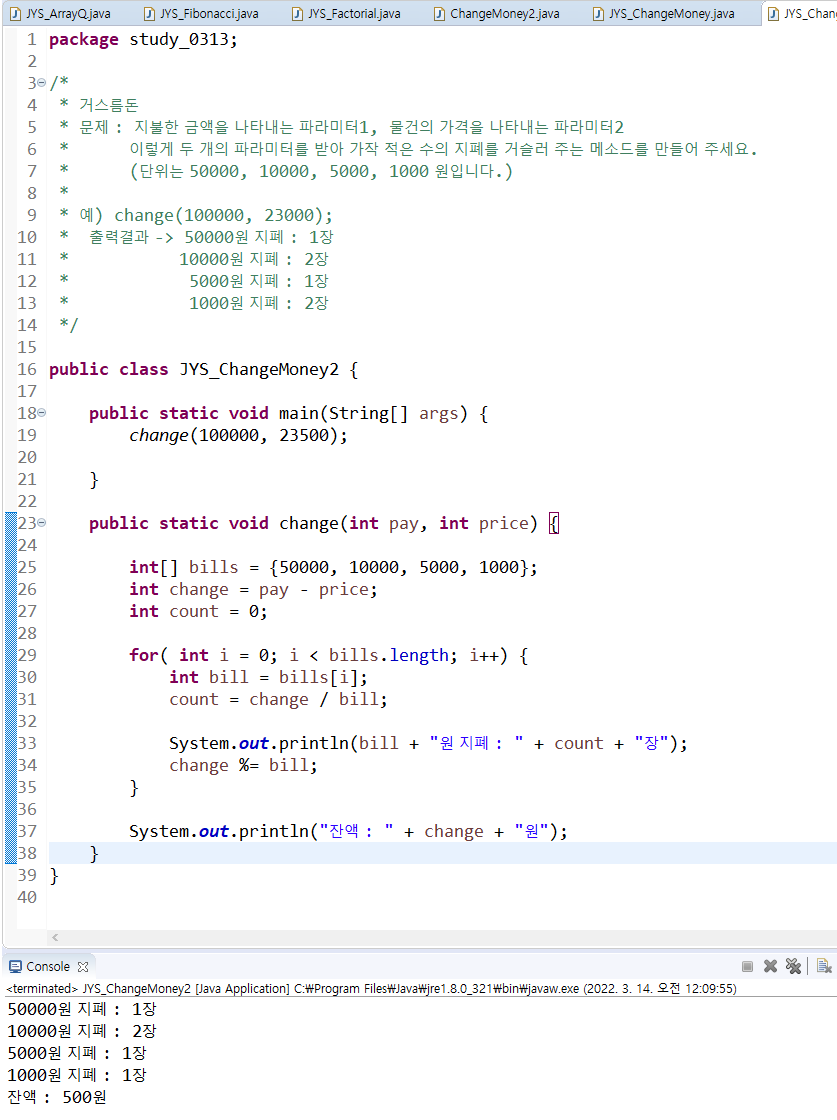 JYS_ArrayQ.java JYS_Fibonacci.java JYS_Factorial.java ChangeMoney2.java JYS_ChangeMoney.java JYS_Chan
1 package study_0313;
2
3 /*
4 * 거스름돈
5 * 문제 : 지불한 금액을 나타내는 파라미터1, 물건의 가격을 나타내는 파라미터2
6 * 이렇게 두 개의 파라미터를 받아 가작 적은 수의 지폐를 거슬러 주는 메소드를 만들어 주세요.
7 * (단위는 50000, 10000, 5000, 1000 원입니다.)
8 *
9 * 예) change(100000, 23000);
10 * 출력결과 -> 50000원 지폐 : 1장
11 * 10000원 지폐 : 2장
12 * 5000원 지폐 : 1장
13 * 1000원 지폐 : 2장
14 */
15
16 public class JYS_ChangeMoney2 {
17
18 public static void main(String[] args) {
19 change(100000, 23500);
20
21 }
22
23 public static void change(int pay, int price) {
24
25 int[] bills = {50000, 10000, 5000, 1000};
26 int change = pay - price;
27 int count = 0;
28
29 for( int i = 0; i < bills.length; i++) {
30 int bill = bills[i];
31 count = change / bill;
32
33 System.out.println(bill + "원 지폐 : " + count + "장");
34 change %= bill;
35 }
36
37 System.out.println("잔액 : " + change + "원");
38 }
39 }
40
Console
<terminated> JYS_ChangeMoney2 [Java Application] C:₩Program Files₩Java₩jre1.8.0_321₩bin₩javaw.exe (2022. 3. 14. 오전 12:09:55)
50000원 지폐 : 1장
10000원 지폐 : 2장
5000원 지폐 : 1장
1000원 지폐 : 1장
잔액 : 500원